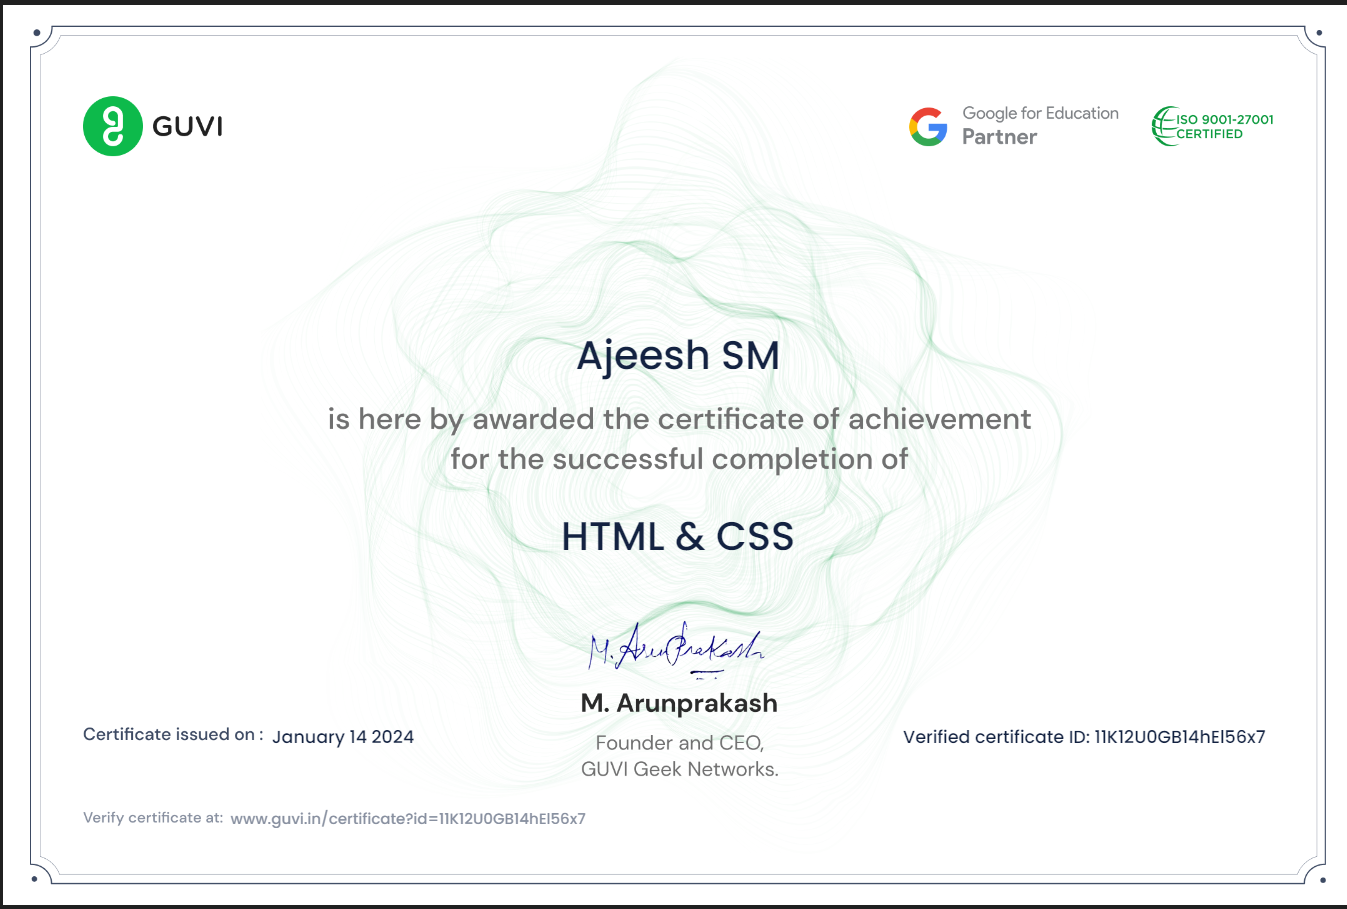 GUVI
Google for Education
Partner
ISO 9001-27001
CERTIFIED
Ajeesh SM
is here by awarded the certificate of achievement
for the successful completion of
HTML & CSS
M. Arunprakash
M. Arunprakash
Founder and CEO,
GUVI Geek Networks.
Certificate issued on : January 14 2024
Verified certificate ID: 11K12U0GB14hEl56x7
Verify certificate at: www.guvi.in/certificate?id=11K12U0GB14hEl56x7